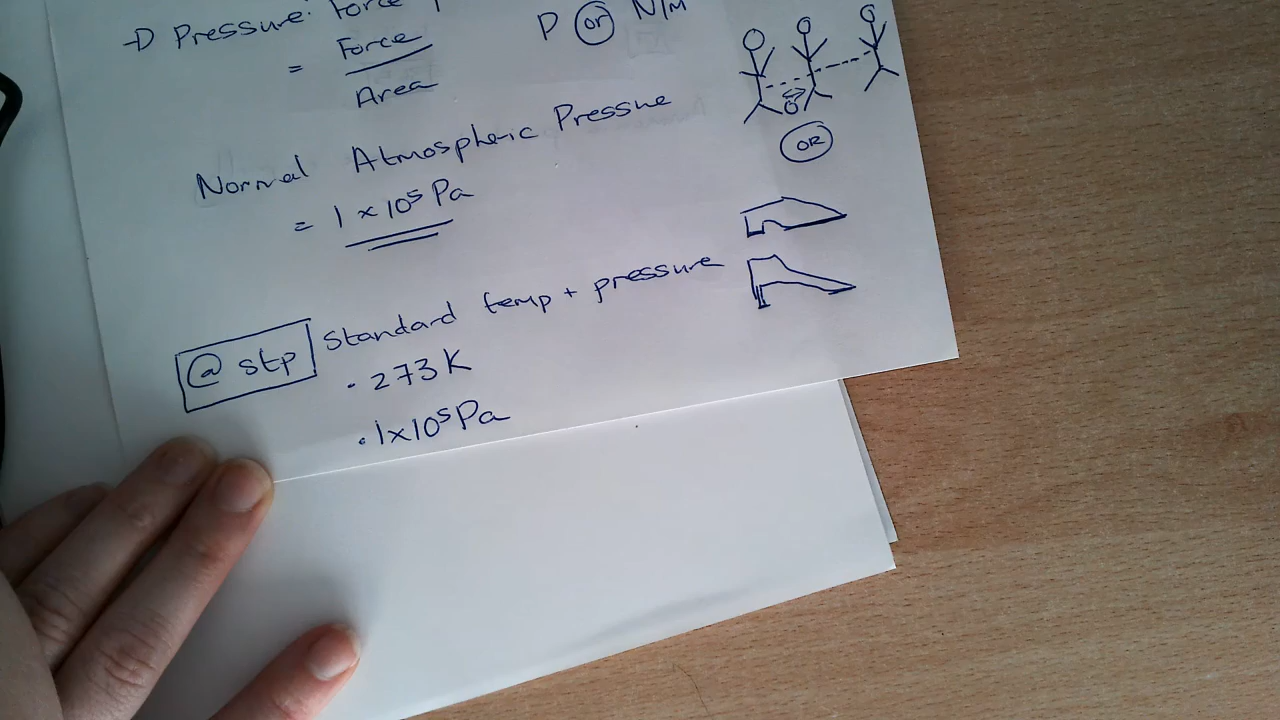 → Pressure: Force
= Force
Area
P or N/M
Normal Atmospheric Pressure
= 1 x 10⁵ Pa
OR
@ stp Standard temp + pressure
. 273 K
. 1x10⁵ Pa